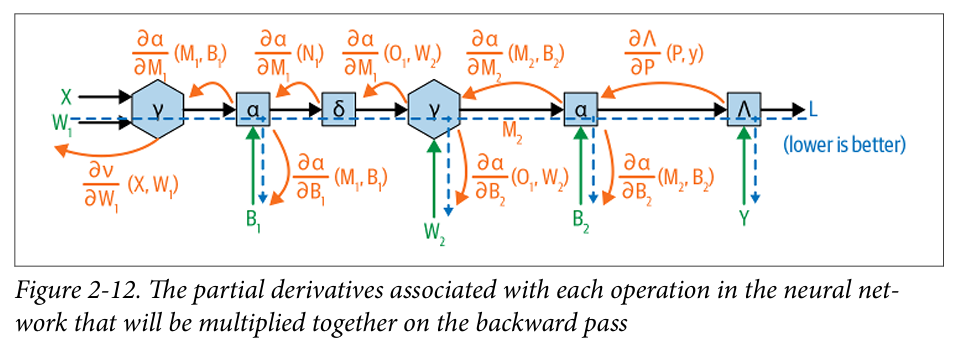 ∂α/∂M₁ (M₁, B₁)
∂α/∂M₁ (N₁)
∂α/∂M₁ (O₁, W₂)
∂α/∂M₂ (M₂, B₂)
∂Λ/∂P (P, y)
X
W₁
ν
α
δ
ν
M₂
α
Λ
L
(lower is better)
∂ν/∂W₁ (X, W₁)
∂α/∂B₁ (M₁, B₁)
∂α/∂B₂ (O₁, W₂)
∂α/∂B₂ (M₂, B₂)
B₁
W₂
B₂
Y
Figure 2-12. The partial derivatives associated with each operation in the neural net-
work that will be multiplied together on the backward pass